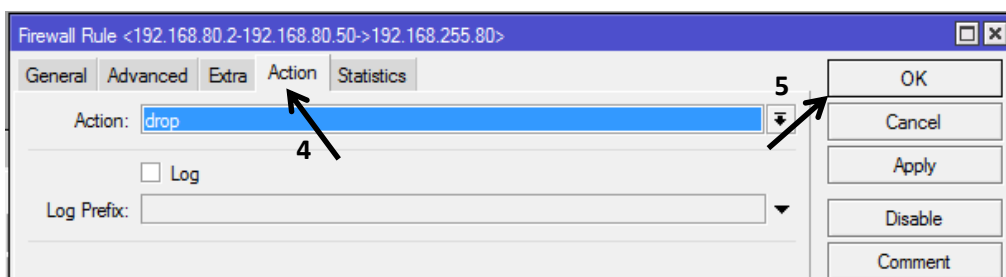 Firewall Rule <192.168.80.2-192.168.80.50->192.168.255.80>
General Advanced Extra Action Statistics
5
OK
Action: drop
Cancel
4
Log
Apply
Log Prefix:
Disable
Comment